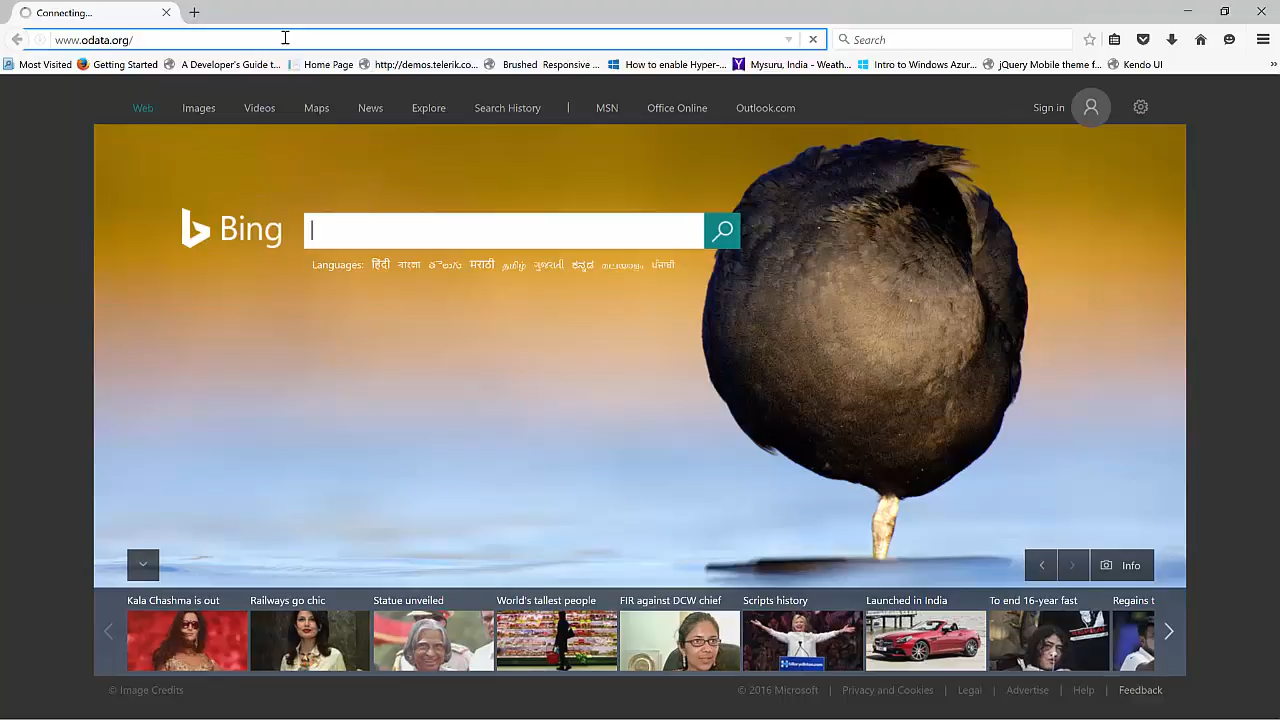 Connecting...
www.odata.org/
Search
Most Visited Getting Started A Developer's Guide t... Home Page http://demos.telerik.co... Brushed Responsive ... How to enable Hyper-... Mysuru, India - Weath... Intro to Windows Azur... jQuery Mobile theme f... Kendo UI
Web Images Videos Maps News Explore Search History | MSN Office Online Outlook.com Sign in
Bing
Languages: हिंदी বাংলা తెలుగు मराठी தமிழ் ગુજરાતી ಕನ್ನಡ മലയാളം ਪੰਜਾਬੀ
Info
Kala Chashma is out Railways go chic Statue unveiled World's tallest people FIR against DCW chief Scripts history Launched in India To end 16-year fast Regains t
© Image Credits © 2016 Microsoft | Privacy and Cookies | Legal | Advertise | Help | Feedback